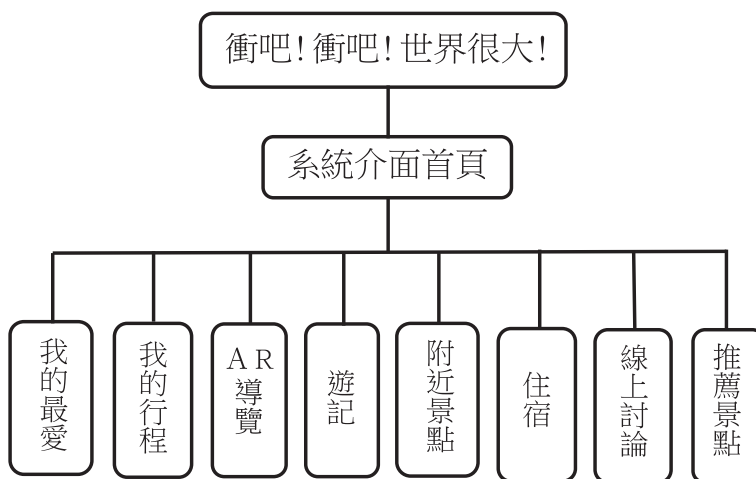 衝吧!衝吧!世界很大!
系統介面首頁
我的最愛
我的行程
AR
導覽
遊記
附近景點
住宿
線上討論
推薦景點